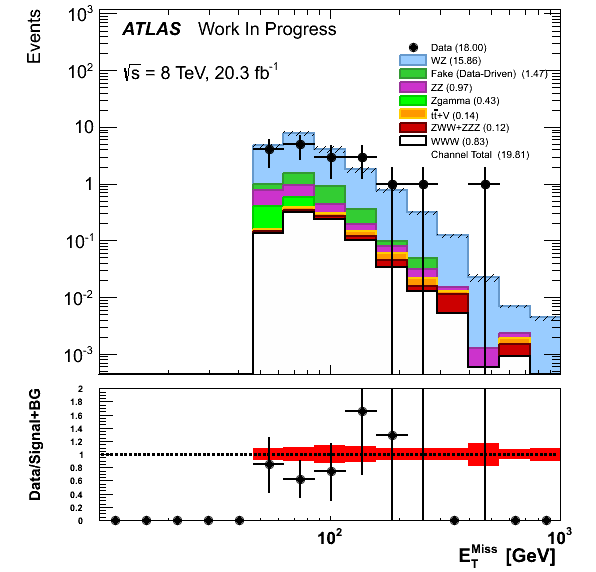 Events
10³
10²
10
1
10⁻¹
10⁻²
10⁻³
ATLAS Work In Progress
√s = 8 TeV, 20.3 fb⁻¹
Data (18.00)
WZ (15.86)
Fake (Data-Driven) (1.47)
ZZ (0.97)
Zgamma (0.43)
tt̄+V (0.14)
ZWW+ZZZ (0.12)
WWW (0.83)
Channel Total (19.81)
Data/Signal+BG
2
1.8
1.6
1.4
1.2
1
0.8
0.6
0.4
0.2
0
10² 10³
E_T^Miss [GeV]